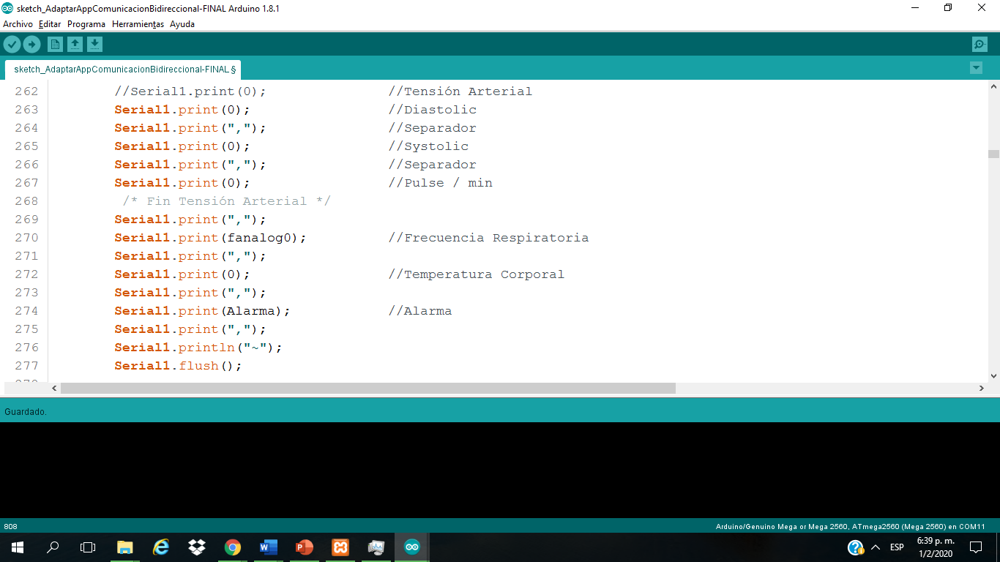 sketch_AdaptarAppComunicacionBidireccional-FINAL Arduino 1.8.1
Archivo Editar Programa Herramientas Ayuda
sketch_AdaptarAppComunicacionBidireccional-FINAL §
262 //Serial1.print(0); //Tensión Arterial
263 Serial1.print(0); //Diastolic
264 Serial1.print(","); //Separador
265 Serial1.print(0); //Systolic
266 Serial1.print(","); //Separador
267 Serial1.print(0); //Pulse / min
268 /* Fin Tensión Arterial */
269 Serial1.print(",");
270 Serial1.print(fanalog0); //Frecuencia Respiratoria
271 Serial1.print(",");
272 Serial1.print(0); //Temperatura Corporal
273 Serial1.print(",");
274 Serial1.print(Alarma); //Alarma
275 Serial1.print(",");
276 Serial1.println("~");
277 Serial1.flush();
Guardado.
808 Arduino/Genuino Mega or Mega 2560, ATmega2560 (Mega 2560) en COM11
ESP 6:39 p. m.
1/2/2020